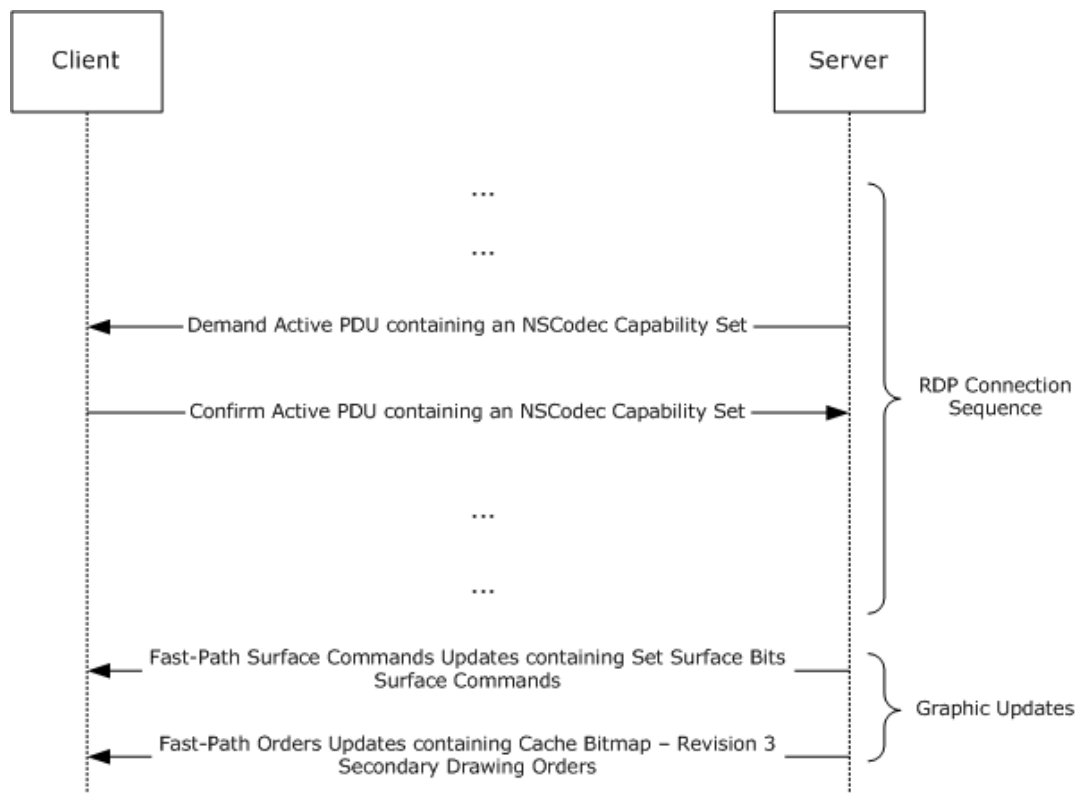 Client
Server
...
...
Demand Active PDU containing an NSCodec Capability Set
RDP Connection
Sequence
Confirm Active PDU containing an NSCodec Capability Set
...
...
Fast-Path Surface Commands Updates containing Set Surface Bits
Surface Commands
Graphic Updates
Fast-Path Orders Updates containing Cache Bitmap – Revision 3
Secondary Drawing Orders